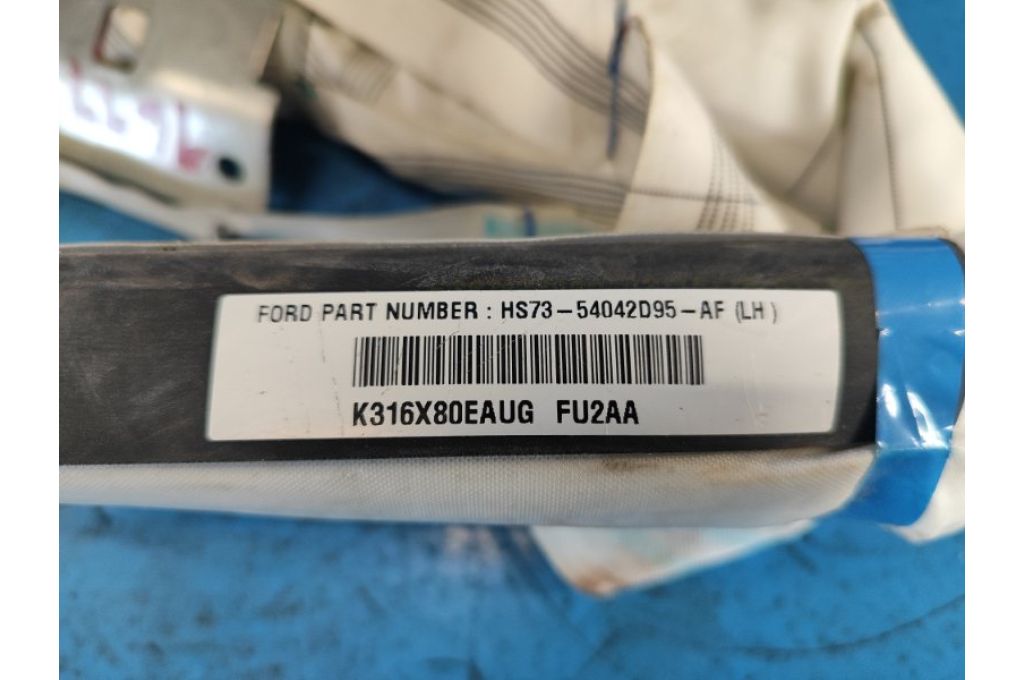 FORD PART NUMBER : HS73-54042D95-AF (LH)
K316X80EAUG FU2AA